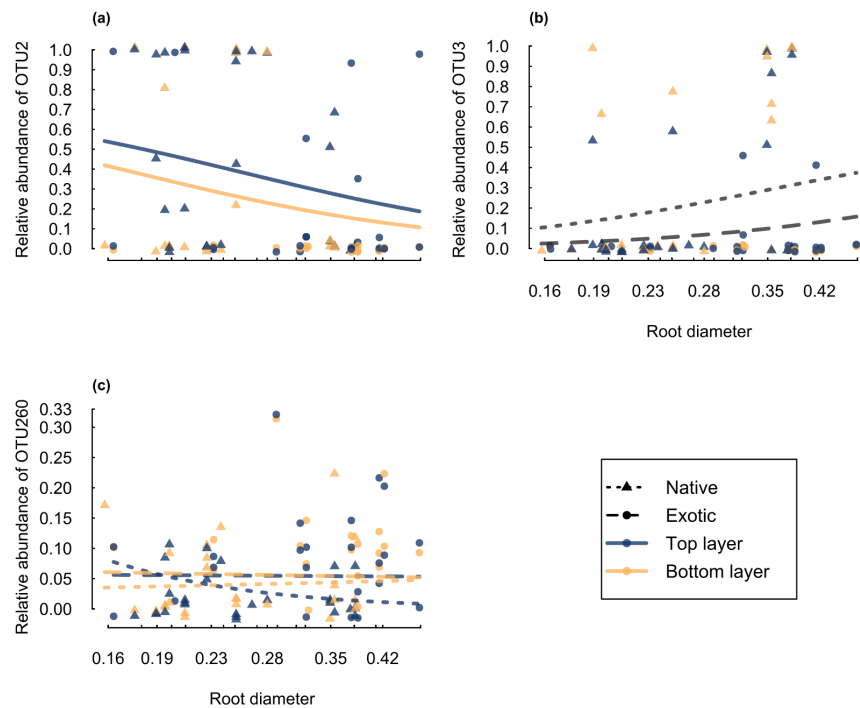 (a)
Relative abundance of OTU2
1.0
0.9
0.8
0.7
0.6
0.5
0.4
0.3
0.2
0.1
0.0
(b)
Relative abundance of OTU3
1.0
0.9
0.8
0.7
0.6
0.5
0.4
0.3
0.2
0.1
0.0
0.16 0.19 0.23 0.28 0.35 0.42
Root diameter
(c)
Relative abundance of OTU260
0.33
0.30
0.25
0.20
0.15
0.10
0.05
0.00
0.16 0.19 0.23 0.28 0.35 0.42
Root diameter
Native
Exotic
Top layer
Bottom layer